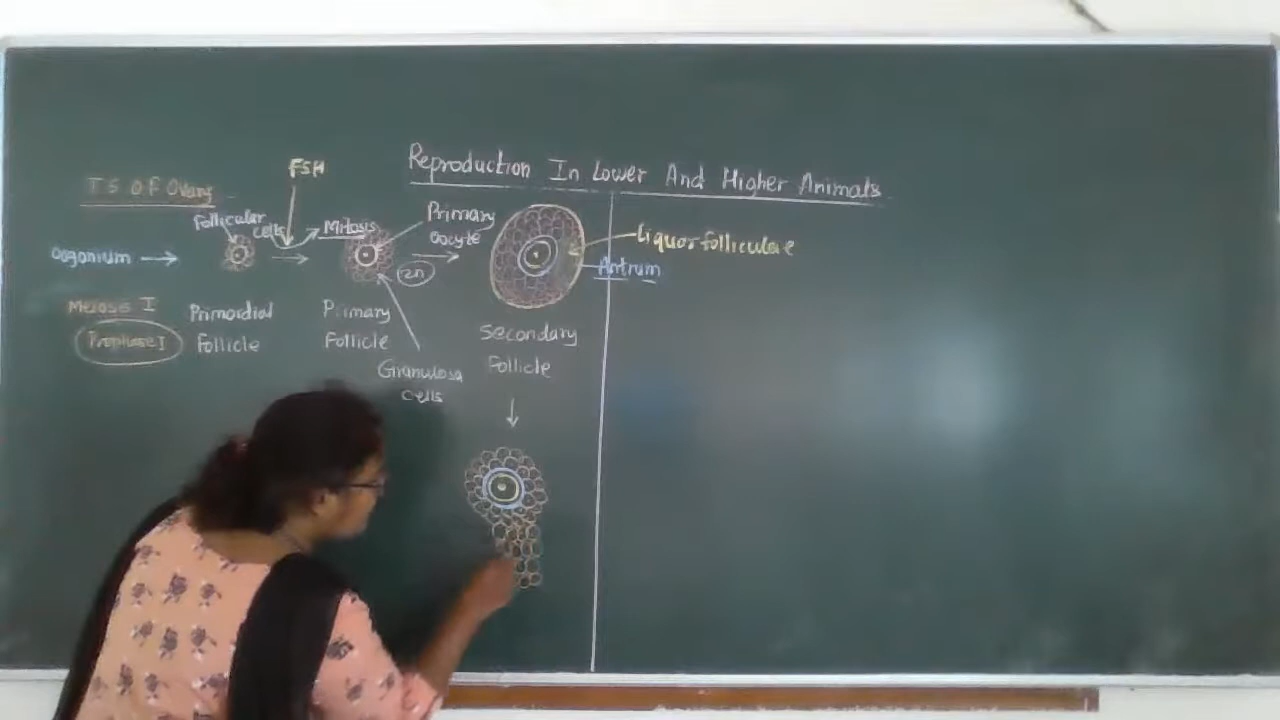 Reproduction In Lower And Higher Animals
T S Of Ovary
FSH
Follicular
cells
Mitosis
Primary
oocyte
Liquor folliculae
Antrum
Oogonium
2n
Meiosis I
Prophase I
Primordial
Follicle
Primary
Follicle
Granulosa
cells
Secondary
Follicle